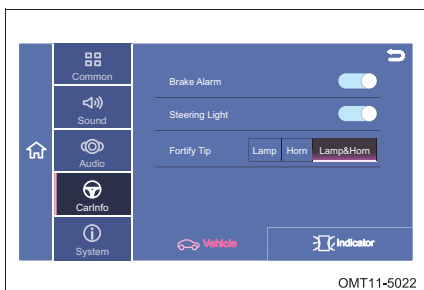 Common
Brake Alarm
Sound
Steering Light
Audio
Fortify Tip Lamp Horn Lamp&Horn
CarInfo
System
Vehicle Indicator
OMT11-5022